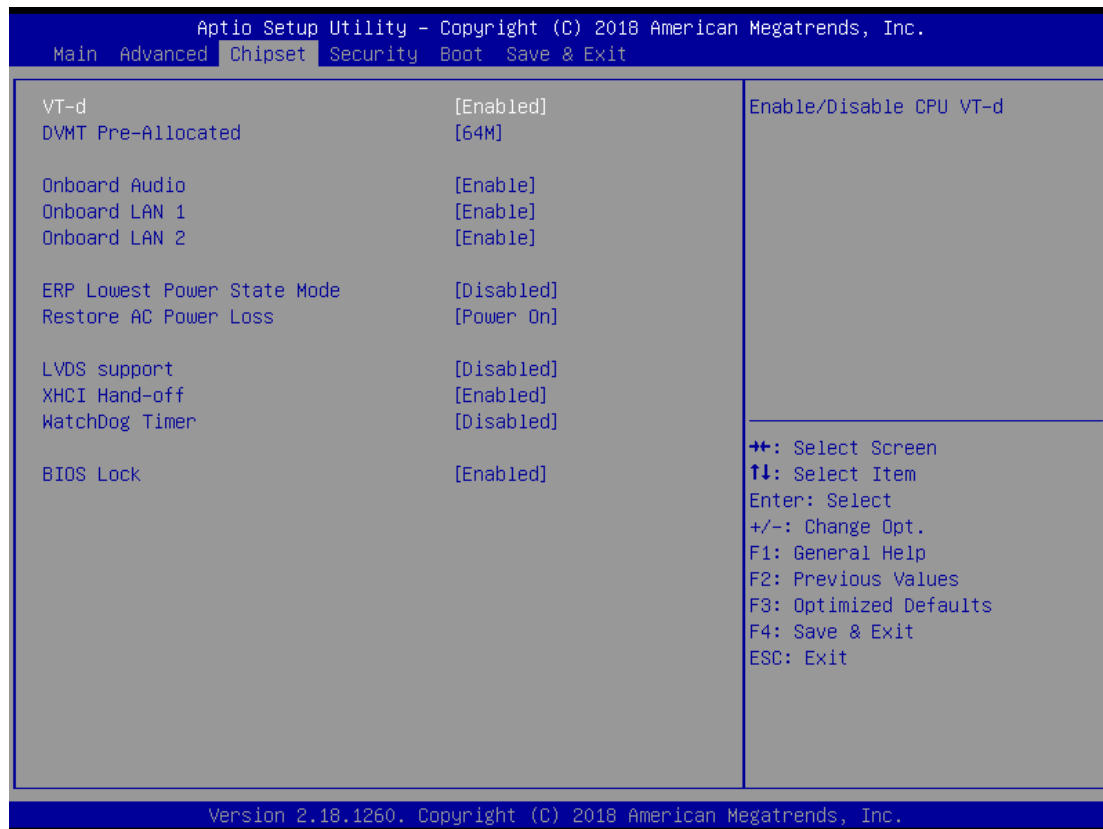 Aptio Setup Utility – Copyright (C) 2018 American Megatrends, Inc.
Main Advanced Chipset Security Boot Save & Exit
VT-d [Enabled]
DVMT Pre-Allocated [64M]
Onboard Audio [Enable]
Onboard LAN 1 [Enable]
Onboard LAN 2 [Enable]
ERP Lowest Power State Mode [Disabled]
Restore AC Power Loss [Power On]
LVDS support [Disabled]
XHCI Hand-off [Enabled]
WatchDog Timer [Disabled]
BIOS Lock [Enabled]
Enable/Disable CPU VT-d
→←: Select Screen
↑↓: Select Item
Enter: Select
+/-: Change Opt.
F1: General Help
F2: Previous Values
F3: Optimized Defaults
F4: Save & Exit
ESC: Exit
Version 2.18.1260. Copyright (C) 2018 American Megatrends, Inc.